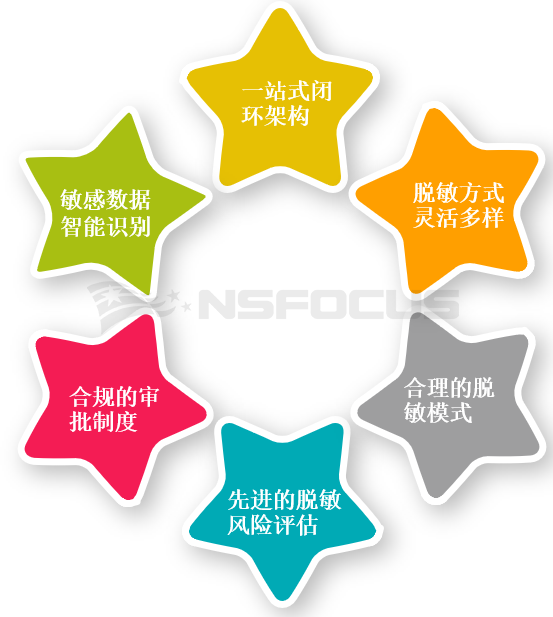 一站式闭
环架构
脱敏方式
灵活多样
敏感数据
智能识别
NSFOCUS
合理的脱
敏模式
合规的审
批制度
先进的脱敏
风险评估